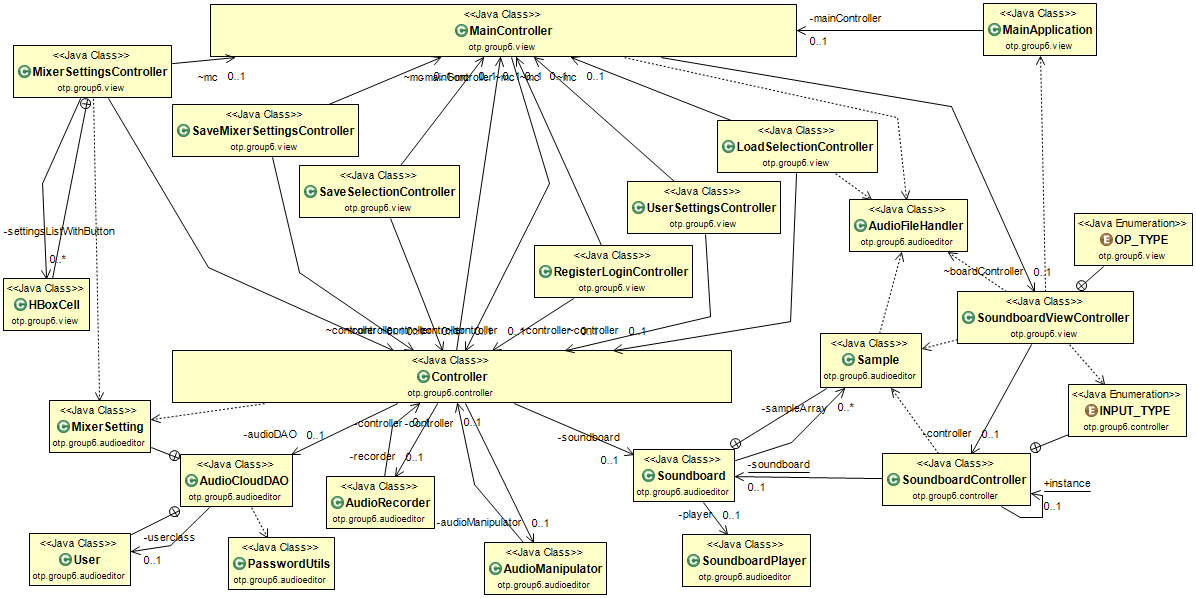 <<Java Class>>
MainController
otp.group6.view
<<Java Class>>
MainApplication
otp.group6.view
-mainController
0..1
<<Java Class>>
MixerSettingsController
otp.group6.view
~mc
0..1
0..1
<<Java Class>>
SaveMixerSettingsController
otp.group6.view
<<Java Class>>
LoadSelectionController
otp.group6.view
<<Java Class>>
SaveSelectionController
otp.group6.view
<<Java Class>>
UserSettingsController
otp.group6.view
<<Java Class>>
AudioFileHandler
otp.group6.audioeditor
<<Java Enumeration>>
OP_TYPE
otp.group6.view
-settingsListWithButton
0..*
<<Java Class>>
RegisterLoginController
otp.group6.view
~boardController
0..1
<<Java Class>>
HBoxCell
otp.group6.view
<<Java Class>>
SoundboardViewController
otp.group6.view
0..1
~controller
0..1
0..1
<<Java Class>>
Controller
otp.group6.controller
<<Java Class>>
Sample
otp.group6.audioeditor
<<Java Enumeration>>
INPUT_TYPE
otp.group6.controller
<<Java Class>>
MixerSetting
otp.group6.audioeditor
-sampleArray
0..*
-audioDAO
0..1
-controller
-controller
0..1
-soundboard
0..1
-controller
0..1
-recorder
0..1
<<Java Class>>
AudioCloudDAO
otp.group6.audioeditor
<<Java Class>>
Soundboard
otp.group6.audioeditor
-soundboard
0..1
<<Java Class>>
SoundboardController
otp.group6.controller
+instance
0..1
<<Java Class>>
AudioRecorder
otp.group6.audioeditor
-audioManipulator
0..1
-player
0..1
<<Java Class>>
User
otp.group6.audioeditor
-userclass
0..1
<<Java Class>>
PasswordUtils
otp.group6.audioeditor
<<Java Class>>
AudioManipulator
otp.group6.audioeditor
<<Java Class>>
SoundboardPlayer
otp.group6.audioeditor